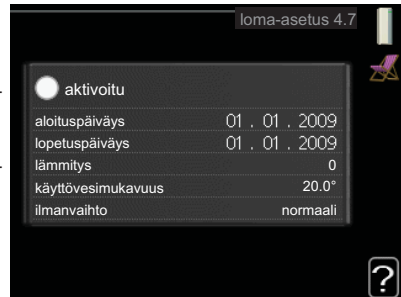 loma-asetus 4.7
aktivoitu
aloituspäiväys 01 . 01 . 2009
lopetuspäiväys 01 . 01 . 2009
lämmitys 0
käyttövesimukavuus 20.0°
ilmanvaihto normaali
?